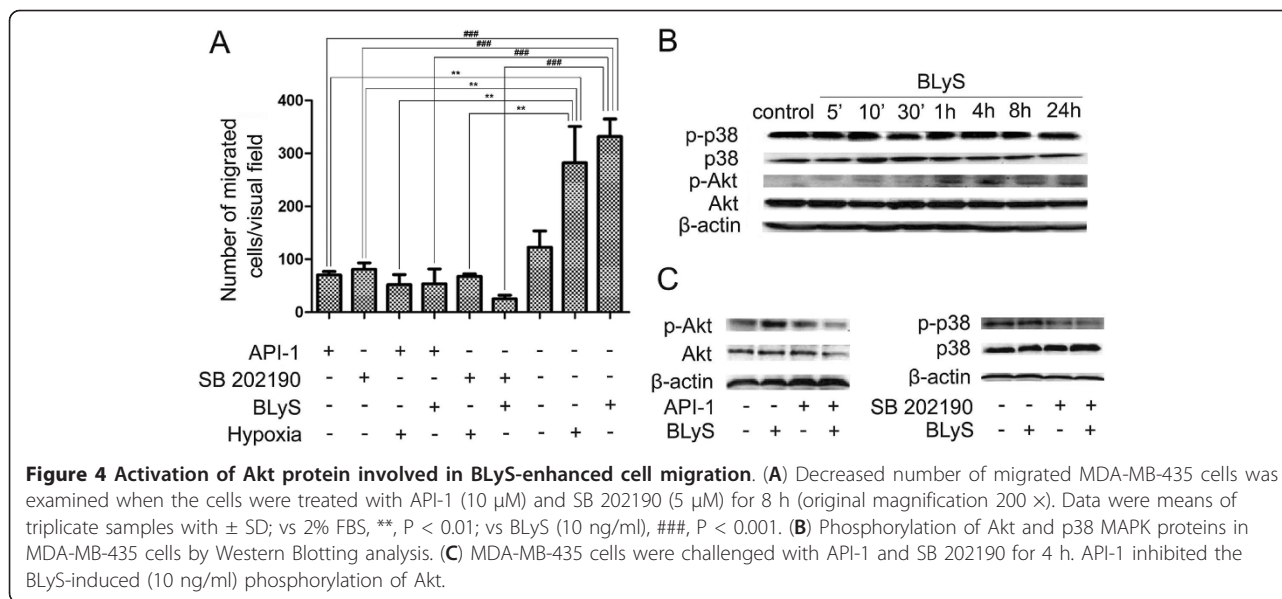 A
###
###
###
###
**
**
**
**
Number of migrated
cells/visual field
400
300
200
100
0
API-1 + - + + - - - - -
SB 202190 - + - - + + - - -
BLyS - - - + - + - - +
Hypoxia - - + - + - - + -
B
BLyS
control 5' 10' 30' 1h 4h 8h 24h
p-p38
p38
p-Akt
Akt
β-actin
C
p-Akt
Akt
β-actin
API-1 - - + +
BLyS - + - +
p-p38
p38
β-actin
SB 202190 - - + +
BLyS - + - +
Figure 4 Activation of Akt protein involved in BLyS-enhanced cell migration. (A) Decreased number of migrated MDA-MB-435 cells was
examined when the cells were treated with API-1 (10 μM) and SB 202190 (5 μM) for 8 h (original magnification 200 ×). Data were means of
triplicate samples with ± SD; vs 2% FBS, **, P < 0.01; vs BLyS (10 ng/ml), ###, P < 0.001. (B) Phosphorylation of Akt and p38 MAPK proteins in
MDA-MB-435 cells by Western Blotting analysis. (C) MDA-MB-435 cells were challenged with API-1 and SB 202190 for 4 h. API-1 inhibited the
BLyS-induced (10 ng/ml) phosphorylation of Akt.